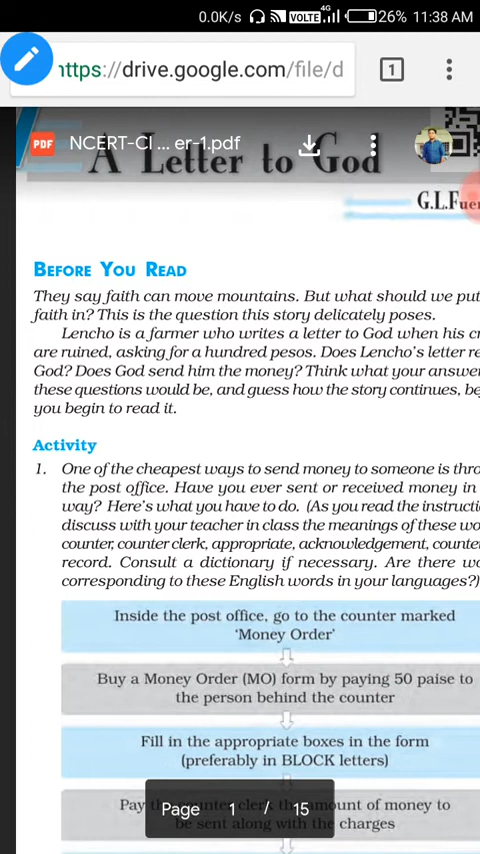 0.0K/s VOLTE 4G 26% 11:38 AM
https://drive.google.com/file/d
1
PDF NCERT-Cl ... er-1.pdf
A Letter to God
G.L.Fuer
BEFORE YOU READ
They say faith can move mountains. But what should we put
faith in? This is the question this story delicately poses.
Lencho is a farmer who writes a letter to God when his cr
are ruined, asking for a hundred pesos. Does Lencho's letter re
God? Does God send him the money? Think what your answer
these questions would be, and guess how the story continues, be
you begin to read it.
Activity
1. One of the cheapest ways to send money to someone is thro
the post office. Have you ever sent or received money in
way? Here's what you have to do. (As you read the instructi
discuss with your teacher in class the meanings of these wo
counter, counter clerk, appropriate, acknowledgement, counte
record. Consult a dictionary if necessary. Are there wo
corresponding to these English words in your languages?)
Inside the post office, go to the counter marked
'Money Order'
Buy a Money Order (MO) form by paying 50 paise to
the person behind the counter
Fill in the appropriate boxes in the form
(preferably in BLOCK letters)
Pay the counter clerk the amount of money to
be sent along with the charges
Page 1 / 15